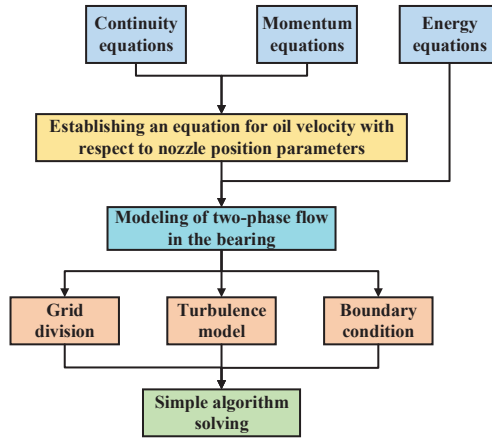 Continuity
equations
Momentum
equations
Energy
equations
Establishing an equation for oil velocity with
respect to nozzle position parameters
Modeling of two-phase flow
in the bearing
Grid
division
Turbulence
model
Boundary
condition
Simple algorithm
solving